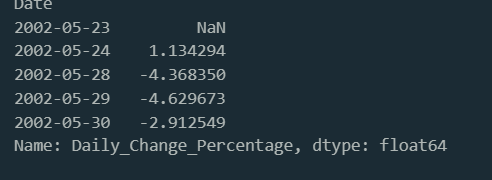 Date
2002-05-23         NaN
2002-05-24    1.134294
2002-05-28   -4.368350
2002-05-29   -4.629673
2002-05-30   -2.912549
Name: Daily_Change_Percentage, dtype: float64